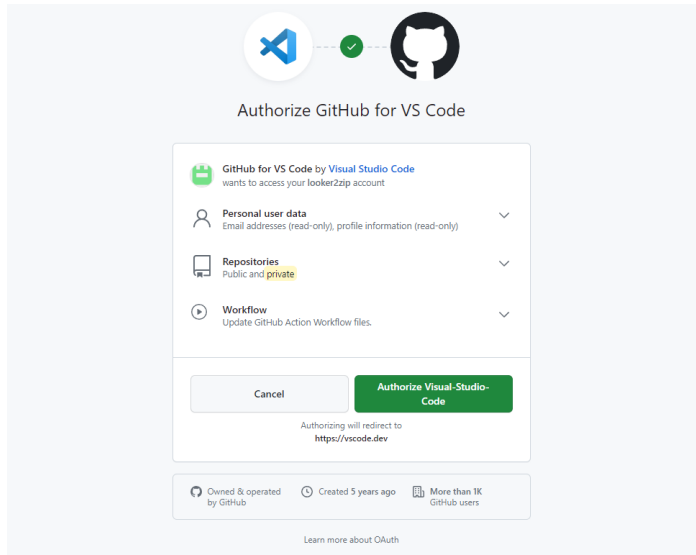 Authorize GitHub for VS Code
GitHub for VS Code by Visual Studio Code
wants to access your looker2zip account
Personal user data
Email addresses (read-only), profile information (read-only)
Repositories
Public and private
Workflow
Update GitHub Action Workflow files.
Cancel
Authorize Visual-Studio-
Code
Authorizing will redirect to
https://vscode.dev
Owned & operated
by GitHub
Created 5 years ago
More than 1K
GitHub users
Learn more about OAuth